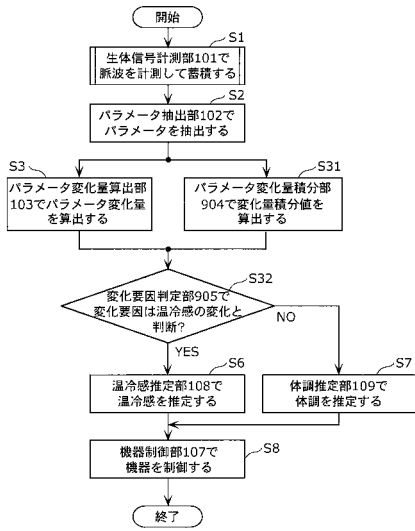 開始
S1
生体信号計測部101で
脈波を計測して蓄積する
S2
パラメータ抽出部102で
パラメータを抽出する
S3
パラメータ変化量算出部
103でパラメータ変化量
を算出する
S31
パラメータ変化量積分部
904で変化量積分値を
算出する
S32
変化要因判定部905で
変化要因は温冷感の変化と
判断?
NO
YES
S6
温冷感推定部108で
温冷感を推定する
S7
体調推定部109で
体調を推定する
機器制御部107で
機器を制御する
S8
終了